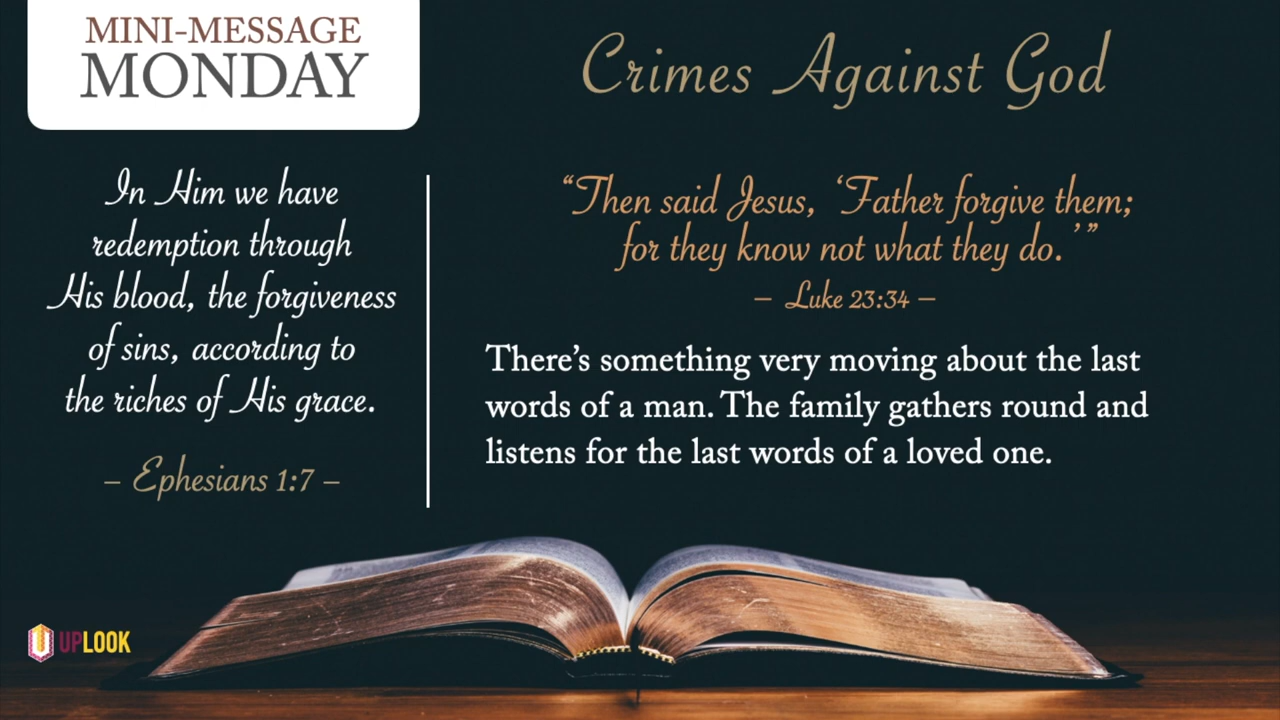 MINI-MESSAGE
MONDAY
In Him we have
redemption through
His blood, the forgiveness
of sins, according to
the riches of His grace.
– Ephesians 1:7 –
Crimes Against God
“Then said Jesus, ‘Father forgive them;
for they know not what they do.’”
– Luke 23:34 –
There’s something very moving about the last
words of a man. The family gathers round and
listens for the last words of a loved one.
UPLOOK